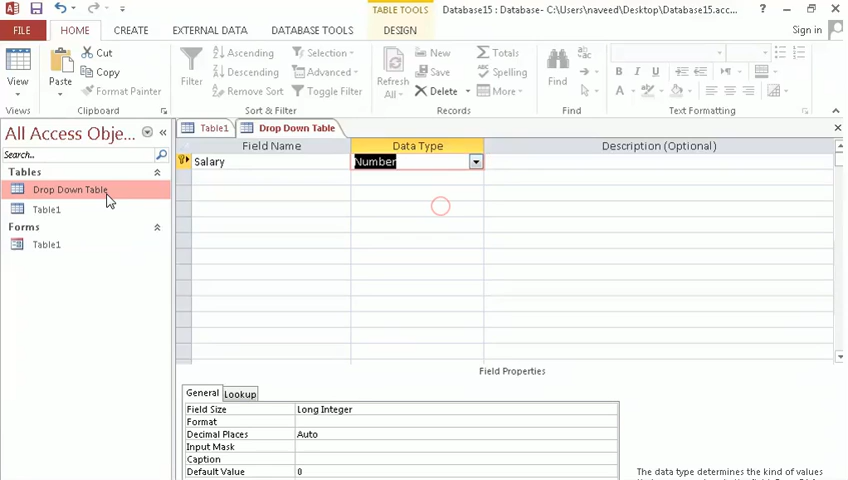 TABLE TOOLS
Database15 : Database- C:\Users\naveed\Desktop\Database15.acc...
FILE
HOME
CREATE
EXTERNAL DATA
DATABASE TOOLS
DESIGN
Sign in
View
Paste
Cut
Copy
Format Painter
Filter
Ascending
Descending
Remove Sort
Selection
Advanced
Toggle Filter
Refresh All
New
Save
Delete
Totals
Spelling
More
Find
B I U
A
Views
Clipboard
Sort & Filter
Records
Find
Text Formatting
All Access Obje...
Search..
Tables
Drop Down Table
Table1
Forms
Table1
Table1
Drop Down Table
Field Name
Data Type
Description (Optional)
Salary
Number
Field Properties
General
Lookup
Field Size
Long Integer
Format
Decimal Places
Auto
Input Mask
Caption
Default Value
0
The data type determines the kind of values